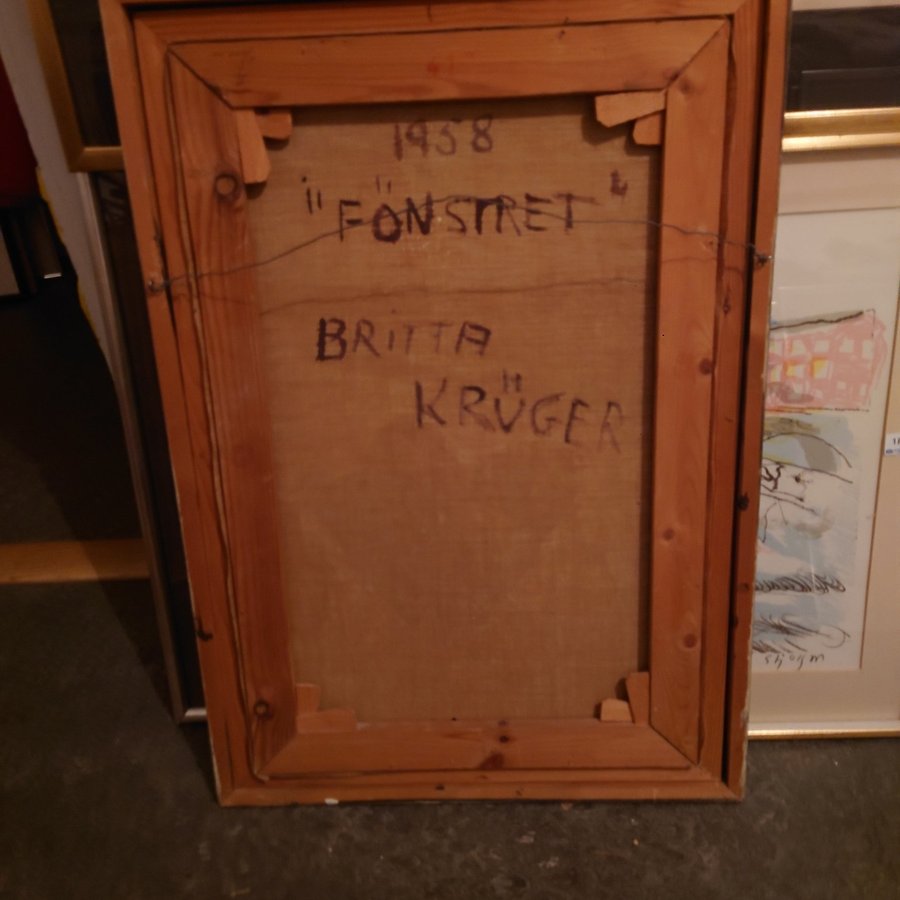 1958
"FÖNSTRET"
BRITTA
KRÜGER